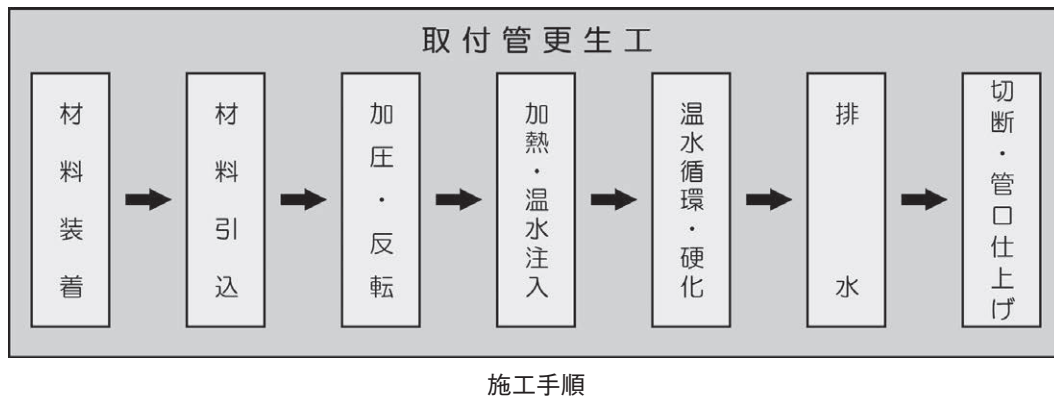 取付管更生工
材料装着
材料引込
加圧・反転
加熱・温水注入
温水循環・硬化
排水
切断・管口仕上げ
施工手順